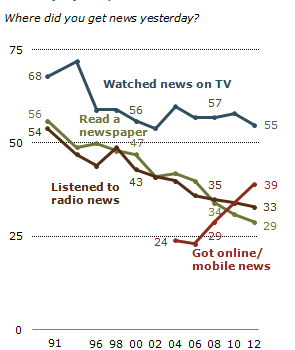 Where did you get news yesterday?
75
68
Watched news on TV
57
56
55
56
Read a
newspaper
54
50
47
43
Listened to
radio news
35
39
33
34
29
29
24
25
Got online/
mobile news
0
91 96 98 00 02 04 06 08 10 12